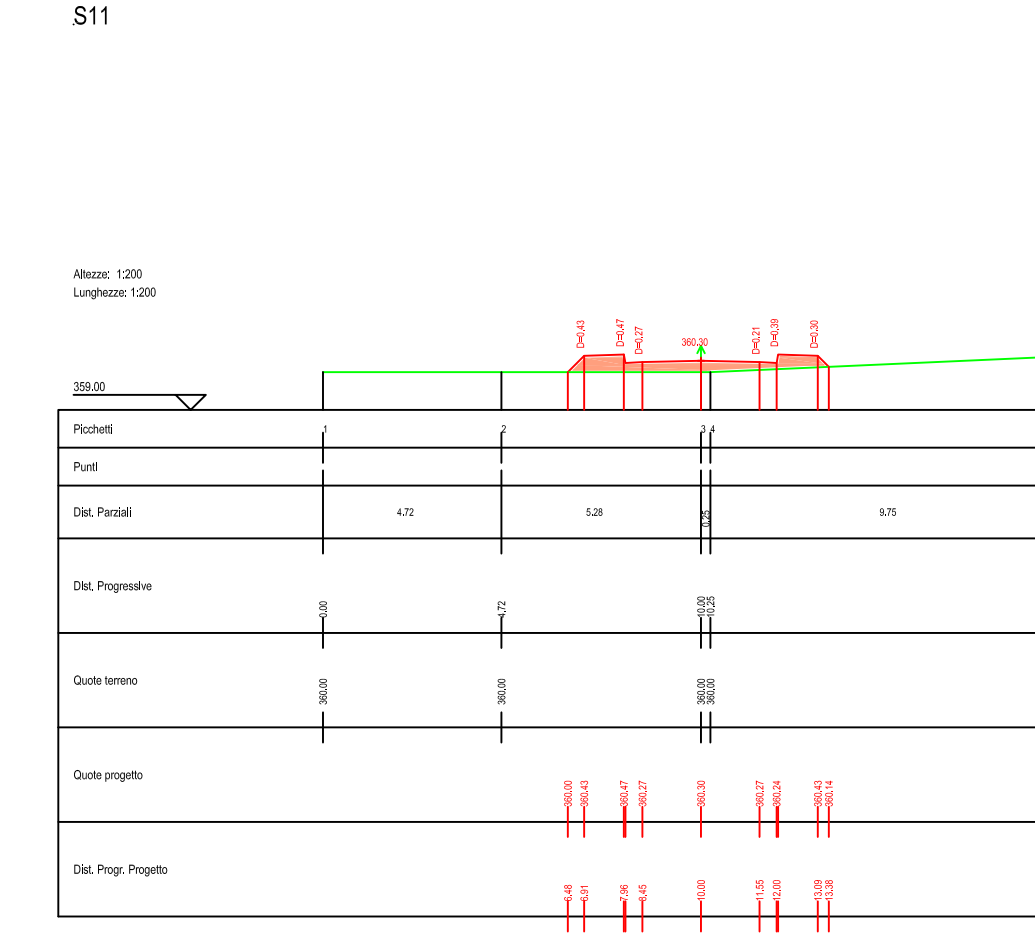 S11
Altezze: 1:200
Lunghezze: 1:200
D=0.43 D=0.47 D=0.27 360.30 D=0.21 D=0.39 D=0.30
359.00
Picchetti 1 2 3 4
Punti
Dist. Parziali 4.72 5.28 0.25 9.75
Dist. Progressive 0.00 4.72 10.00 10.25
Quote terreno 360.00 360.00 360.00 360.00
Quote progetto 360.00 360.43 360.47 360.27 360.30 360.27 360.24 360.43 360.14
Dist. Progr. Progetto 6.48 6.91 7.96 8.45 10.00 11.55 12.00 13.09 13.38